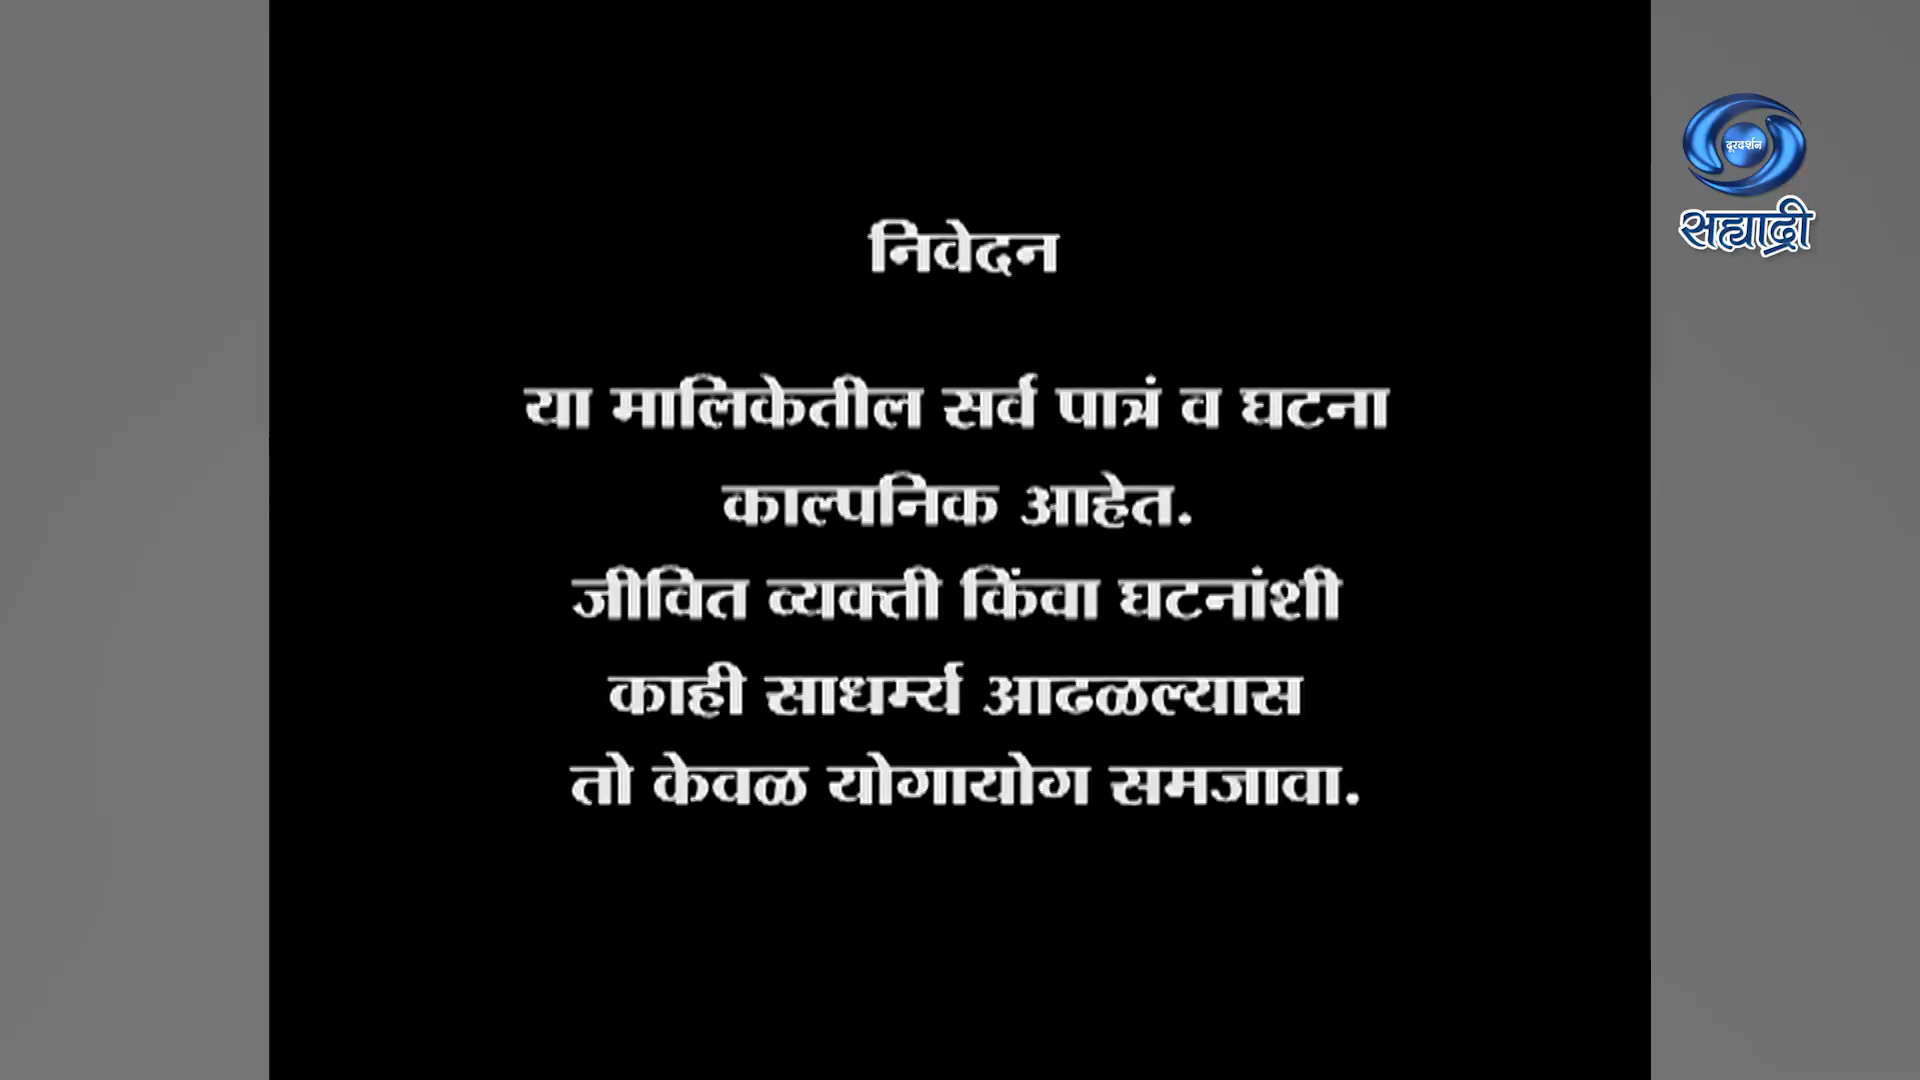 दूरदर्शन
सह्याद्री
निवेदन
या मालिकेतील सर्व पात्रं व घटना
काल्पनिक आहेत.
जीवित व्यक्ती किंवा घटनांशी
काही साधर्म्य आढळल्यास
तो केवळ योगायोग समजावा.